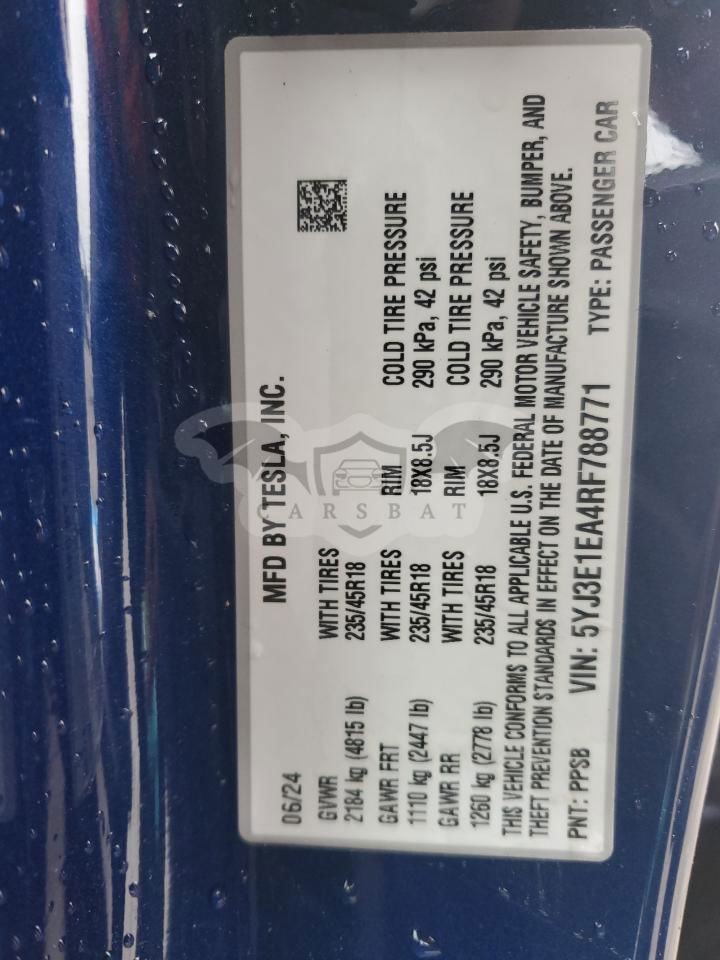 MFD BY TESLA, INC.
06/24
GVWR WITH TIRES
2184 kg (4815 lb) 235/45R18
GAWR FRT WITH TIRES RIM COLD TIRE PRESSURE
1110 kg (2447 lb) 235/45R18 18X8.5J 290 kPa, 42 psi
GAWR RR WITH TIRES RIM COLD TIRE PRESSURE
1260 kg (2778 lb) 235/45R18 18X8.5J 290 kPa, 42 psi
THIS VEHICLE CONFORMS TO ALL APPLICABLE U.S. FEDERAL MOTOR VEHICLE SAFETY, BUMPER, AND
THEFT PREVENTION STANDARDS IN EFFECT ON THE DATE OF MANUFACTURE SHOWN ABOVE.
PNT: PPSB VIN: 5YJ3E1EA4RF788771 TYPE: PASSENGER CAR
CARSBAT